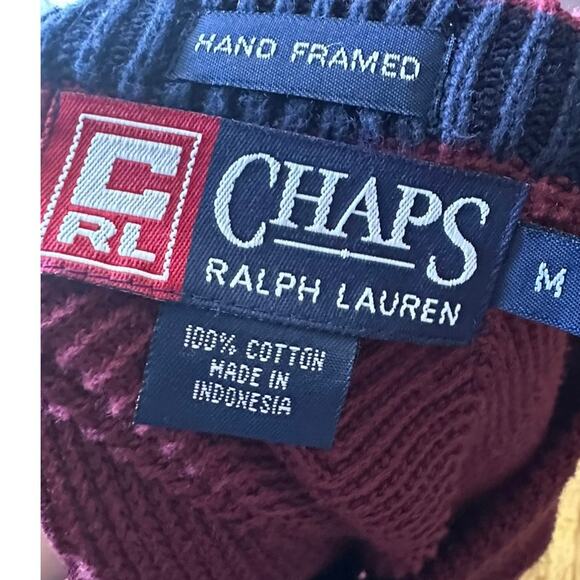 HAND FRAMED
C
RL
CHAPS
RALPH LAUREN
M
100% COTTON
MADE IN
INDONESIA